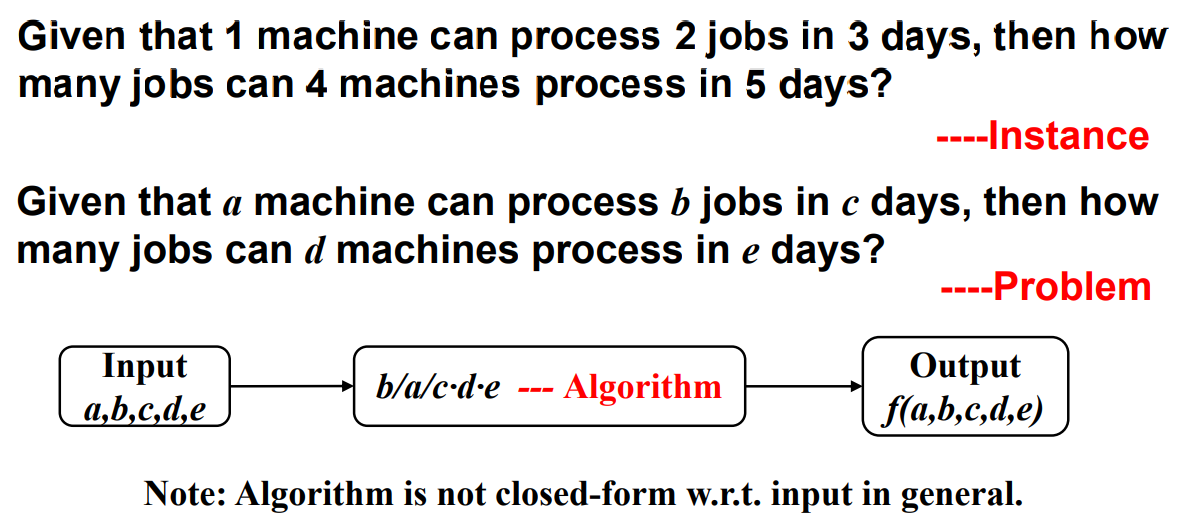 Given that 1 machine can process 2 jobs in 3 days, then how
many jobs can 4 machines process in 5 days?
----Instance
Given that a machine can process b jobs in c days, then how
many jobs can d machines process in e days?
----Problem
Input
a,b,c,d,e
b/a/c·d·e --- Algorithm
Output
f(a,b,c,d,e)
Note: Algorithm is not closed-form w.r.t. input in general.